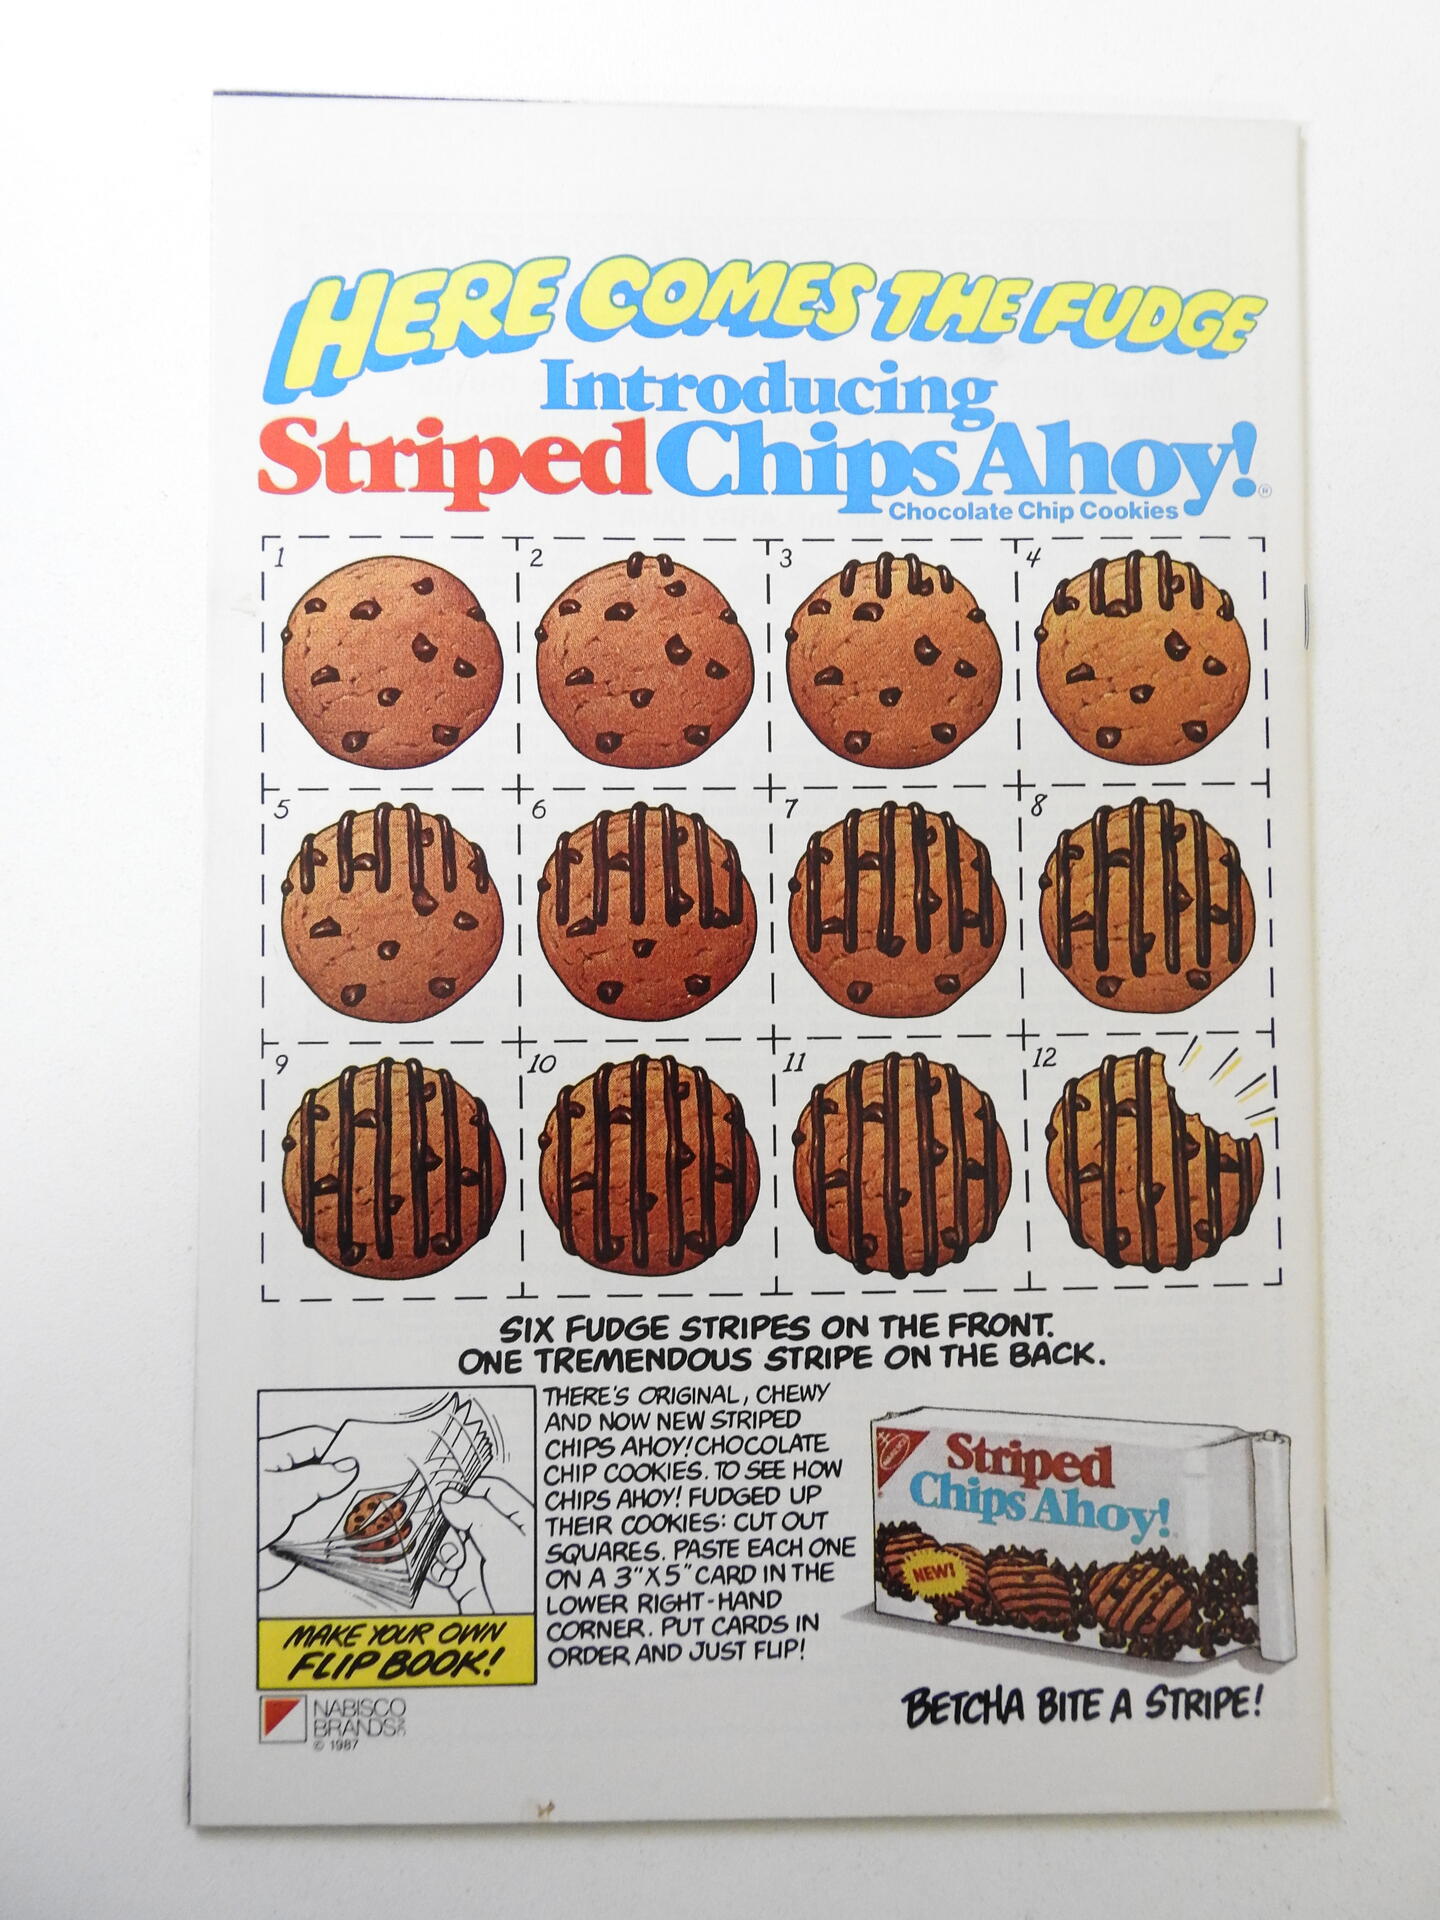 HERE COMES THE FUDGE
Introducing
Striped Chips Ahoy!®
Chocolate Chip Cookies
1
2
3
4
5
6
7
8
9
10
11
12
SIX FUDGE STRIPES ON THE FRONT.
ONE TREMENDOUS STRIPE ON THE BACK.
THERE'S ORIGINAL, CHEWY
AND NOW NEW STRIPED
CHIPS AHOY! CHOCOLATE
CHIP COOKIES. TO SEE HOW
CHIPS AHOY! FUDGED UP
THEIR COOKIES: CUT OUT
SQUARES. PASTE EACH ONE
ON A 3"X5" CARD IN THE
LOWER RIGHT-HAND
CORNER. PUT CARDS IN
ORDER AND JUST FLIP!
MAKE YOUR OWN
FLIP BOOK!
NABISCO
BRANDS
© 1987
Striped
Chips Ahoy!
NEW!
BETCHA BITE A STRIPE!